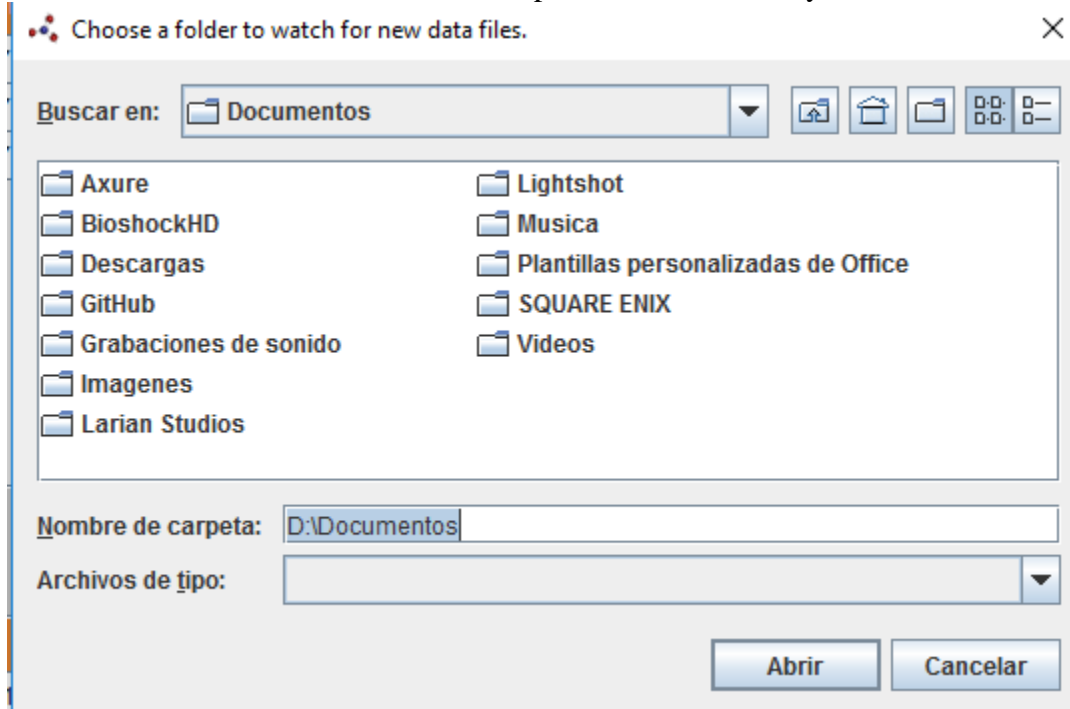 Choose a folder to watch for new data files.
Buscar en: Documentos
Axure
BioshockHD
Descargas
GitHub
Grabaciones de sonido
Imagenes
Larian Studios
Lightshot
Musica
Plantillas personalizadas de Office
SQUARE ENIX
Videos
Nombre de carpeta: D:\Documentos
Archivos de tipo:
Abrir Cancelar